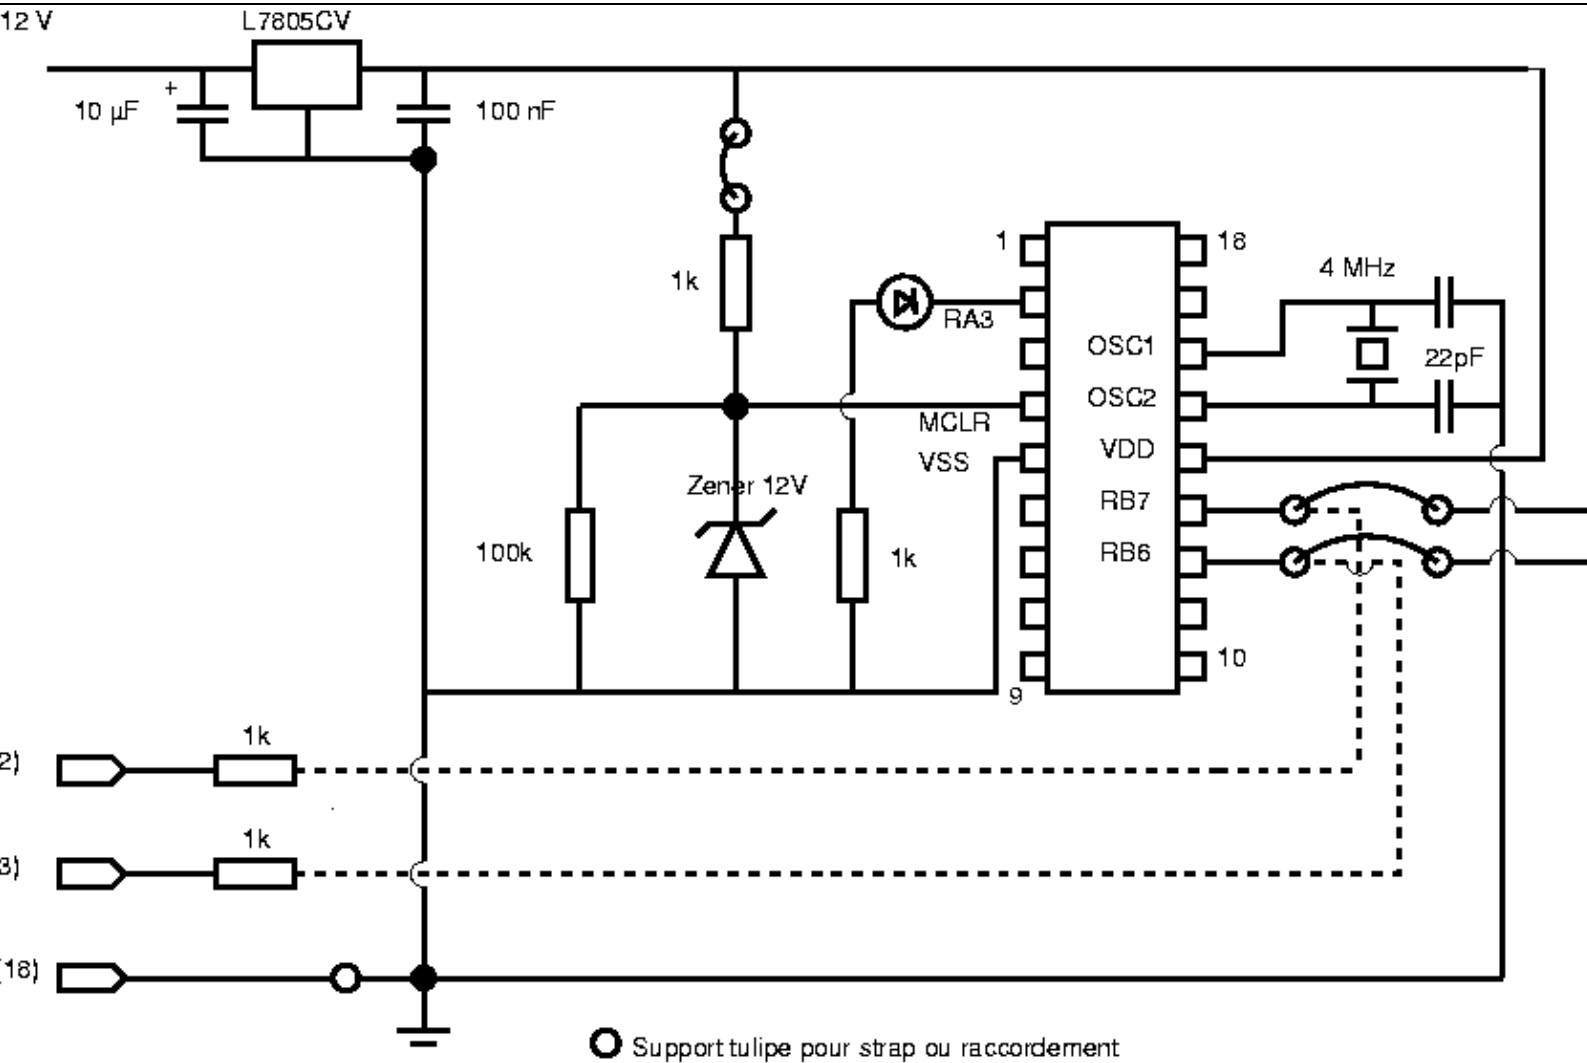 12 V
L7805CV
+
10 µF
100 nF
1
18
1k
4 MHz
RA3
OSC1
22pF
OSC2
MCLR
VDD
VSS
Zener 12V
RB7
100k
1k
RB6
10
9
1k
2)
1k
3)
(18)
Support tulipe pour strap ou raccordement